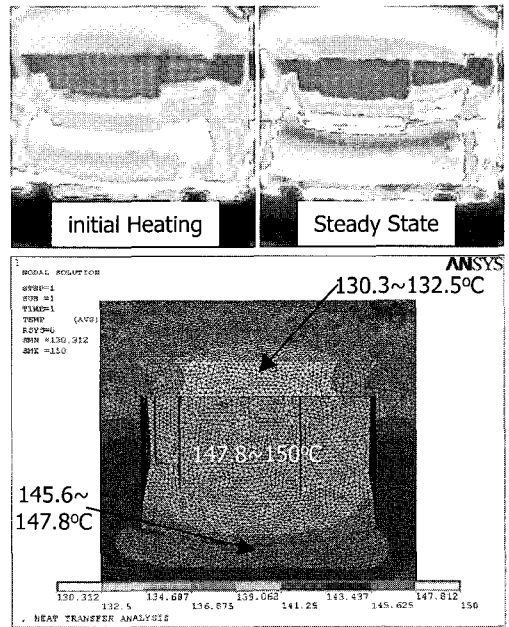 initial Heating
Steady State
1
ANSYS
NODAL SOLUTION
STEP=1
SUB =1
TIME=1
TEMP (AVG)
RSYS=0
SMN =130.312
SMX =150
130.3~132.5°C
147.8~150°C
145.6~
147.8°C
130.312 134.687 139.062 143.437 147.812
132.5 136.875 141.25 145.625 150
. HEAT TRANSFER ANALYSIS